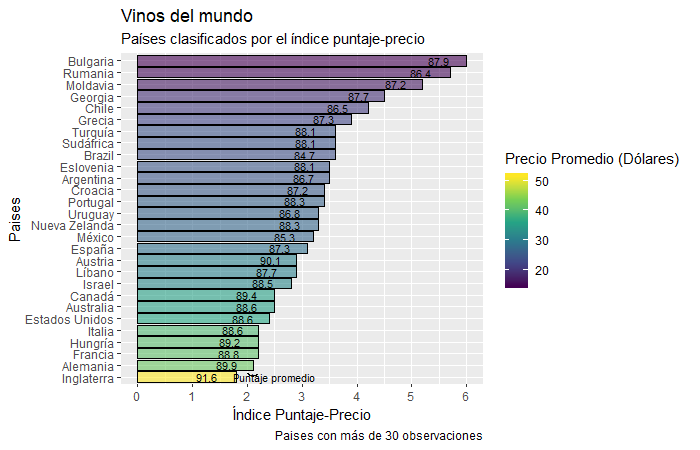 Vinos del mundo
Países clasificados por el índice puntaje-precio
Paises
Bulgaria 87.9
Rumania 86.4
Moldavia 87.2
Georgia 87.7
Chile 86.5
Grecia 87.3
Turquía 88.1
Sudáfrica 88.1
Brazil 84.7
Eslovenia 88.1
Argentina 86.7
Croacia 87.2
Portugal 88.3
Uruguay 86.8
Nueva Zelanda 88.3
México 85.3
España 87.3
Austria 90.1
Líbano 87.7
Israel 88.5
Canadá 89.4
Australia 88.6
Estados Unidos 88.6
Italia 88.6
Hungría 89.2
Francia 88.8
Alemania 89.9
Inglaterra 91.6 Puntaje promedio
0 1 2 3 4 5 6
Índice Puntaje-Precio
Paises con más de 30 observaciones
Precio Promedio (Dólares)
50
40
30
20